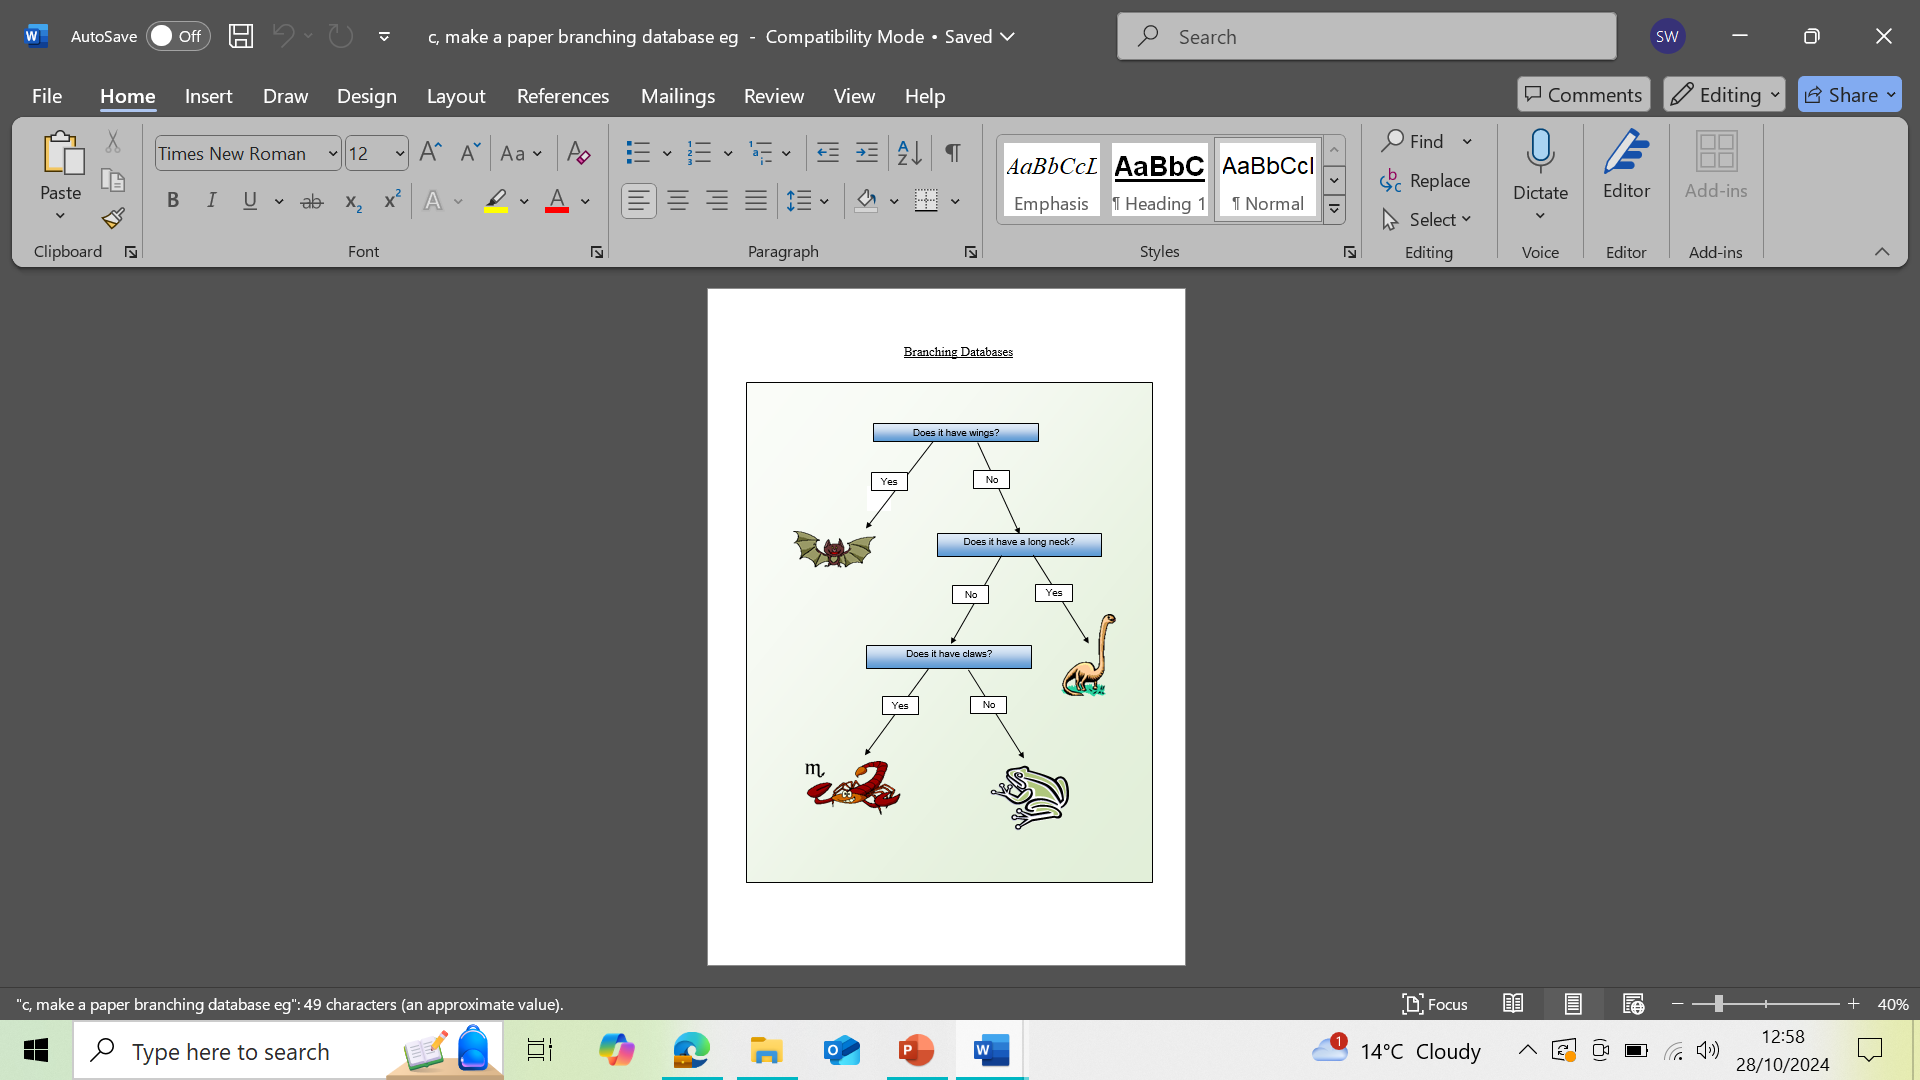 AutoSave Off c, make a paper branching database eg - Compatibility Mode • Saved Search SW
File Home Insert Draw Design Layout References Mailings Review View Help Comments Editing Share
Paste Times New Roman 12 Aa AaBbCcL AaBbC AaBbCcI Find Replace Select Dictate Editor Add-ins
Emphasis ¶ Heading 1 ¶ Normal
Clipboard Font Paragraph Styles Editing Voice Editor Add-ins
Branching Databases
Does it have wings?
Yes No
Does it have a long neck?
No Yes
Does it have claws?
Yes No
"c, make a paper branching database eg": 49 characters (an approximate value). Focus 40%
Type here to search 1 14°C Cloudy 12:58
28/10/2024